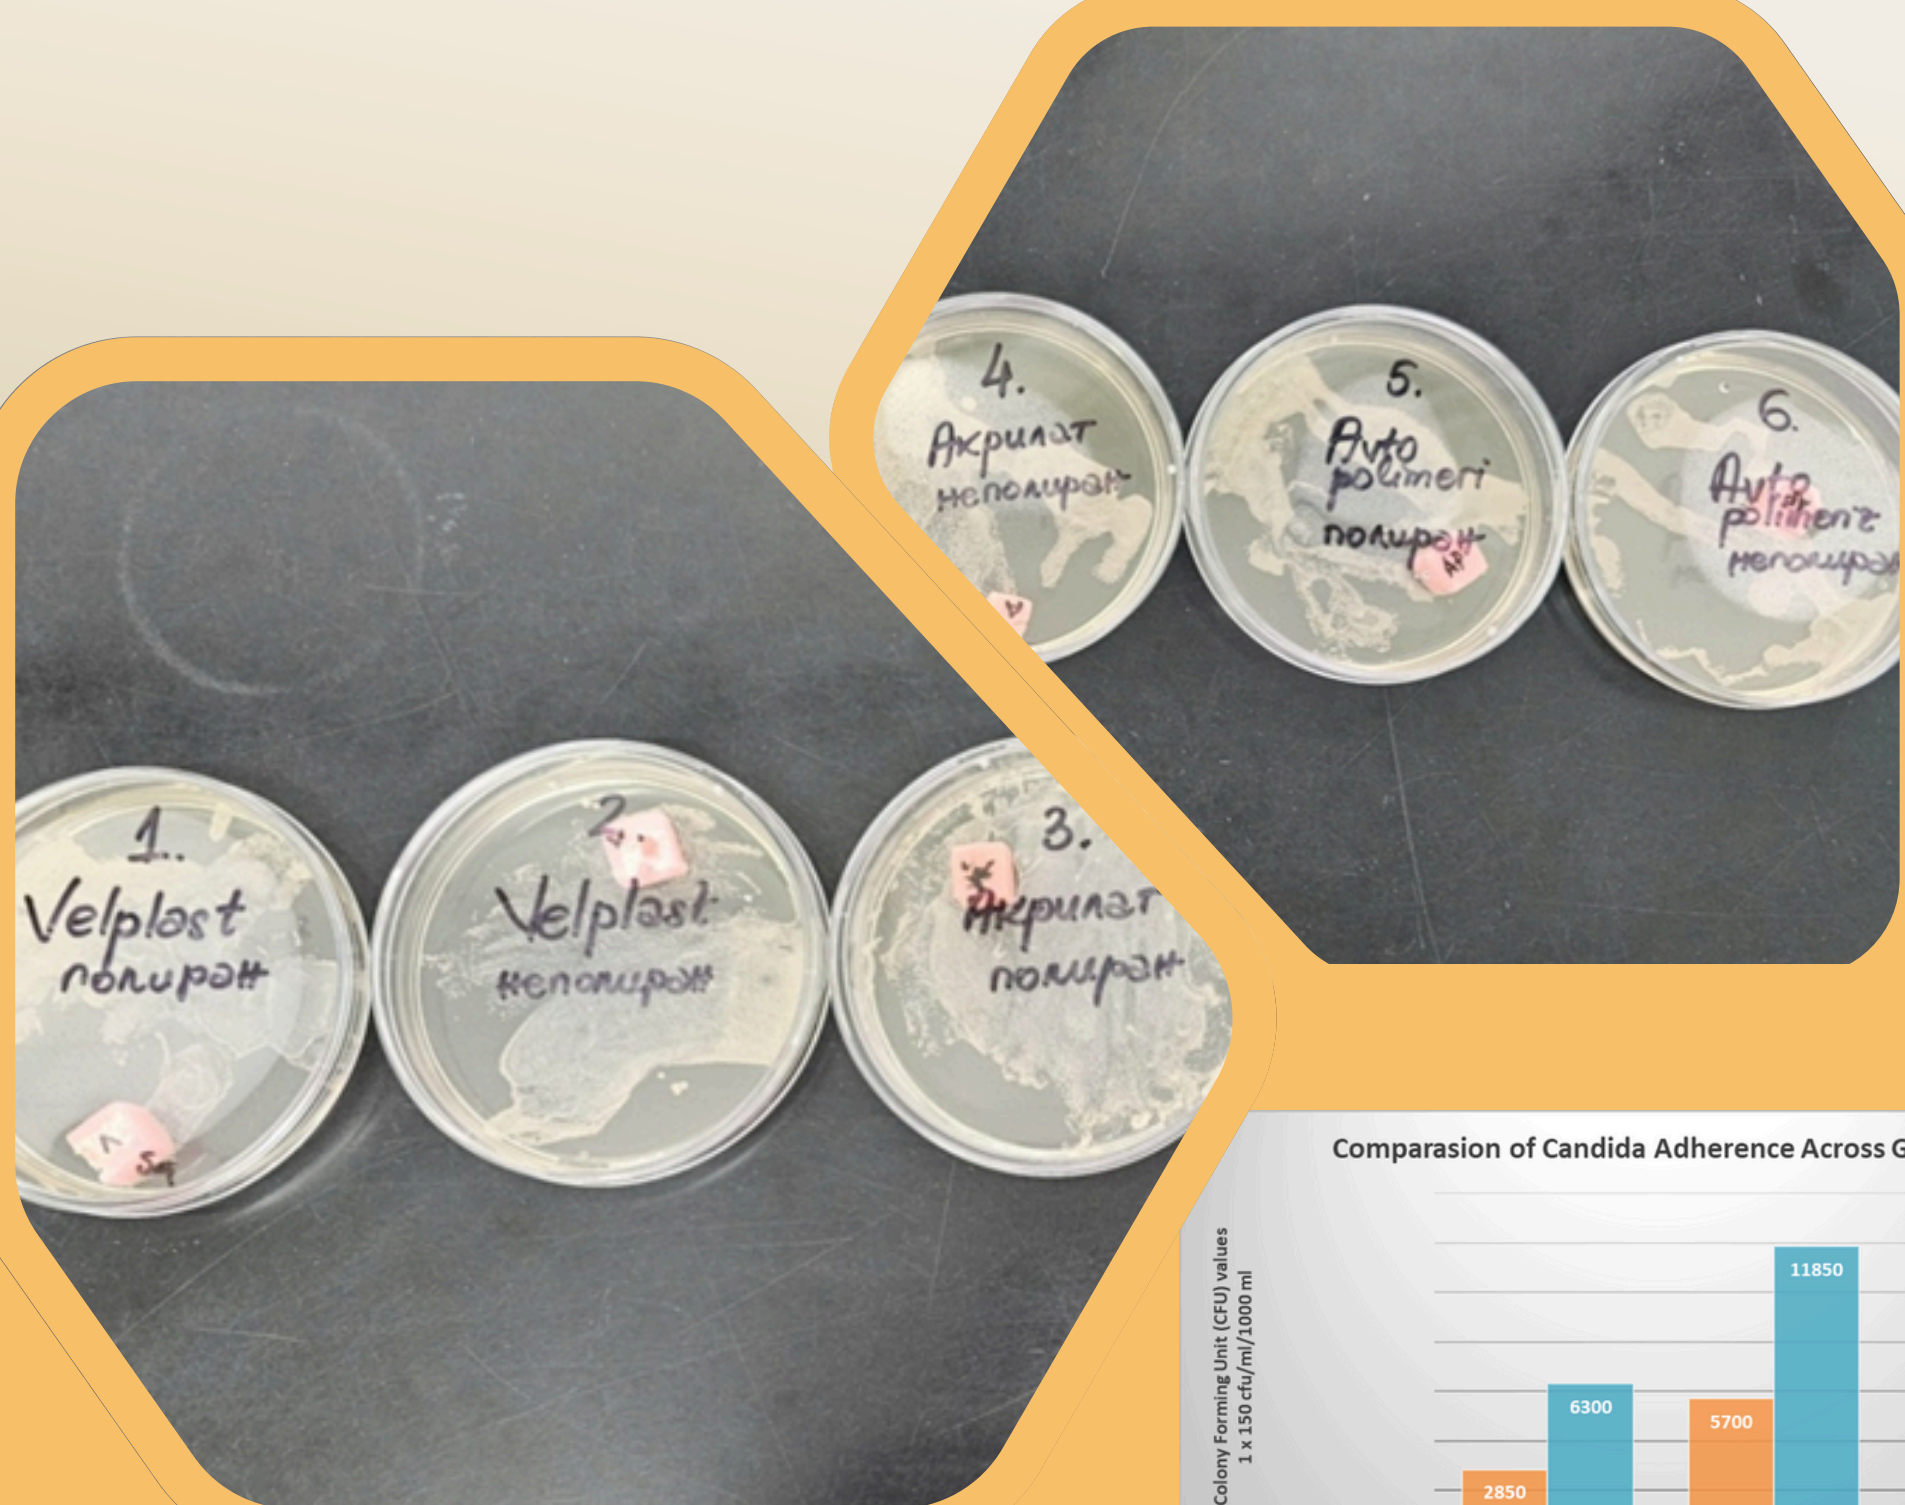 4.
Акрилат
неполиран
5.
Avto
polimeri
полиран
6.
Avto
polimeri
неполиран
1.
Velplast
полиран
2.
Velplast
неполиран
3.
Акрилат
полиран
Comparasion of Candida Adherence Across G
Colony Forming Unit (CFU) values
1 x 150 cfu/ml/1000 ml
11850
6300
5700
2850